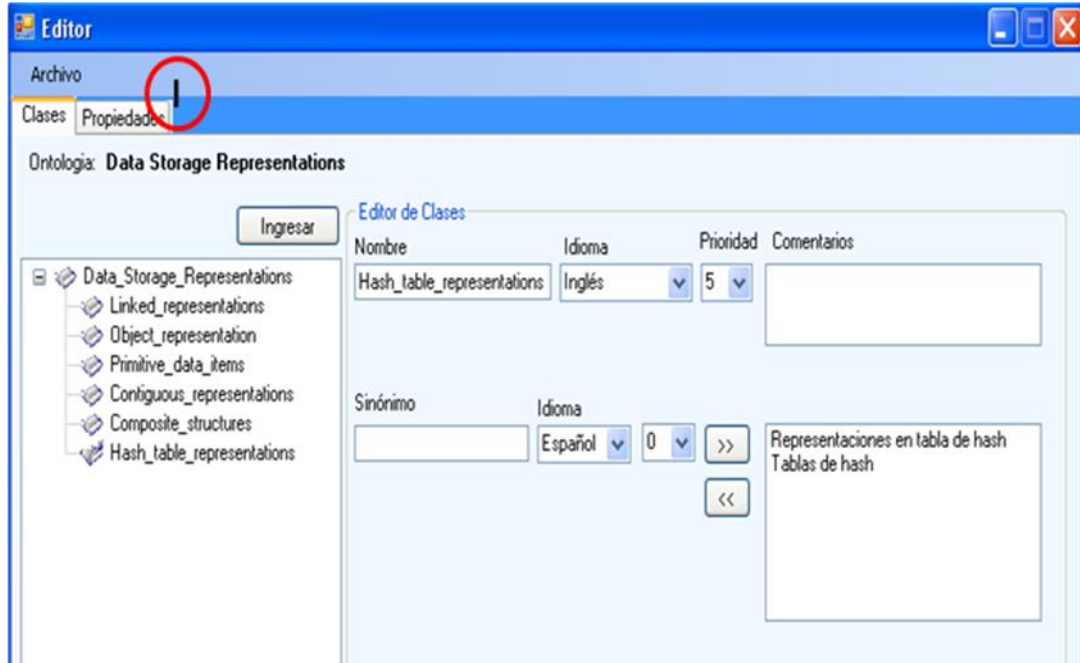 Editor
Archivo
Clases Propiedades
Ontologia: Data Storage Representations
Ingresar
Data_Storage_Representations
Linked_representations
Object_representation
Primitive_data_items
Contiguous_representations
Composite_structures
Hash_table_representations
Editor de Clases
Nombre Idioma Prioridad Comentarios
Hash_table_representations Inglés 5
Sinónimo Idioma
Español 0 >>
<<
Representaciones en tabla de hash
Tablas de hash